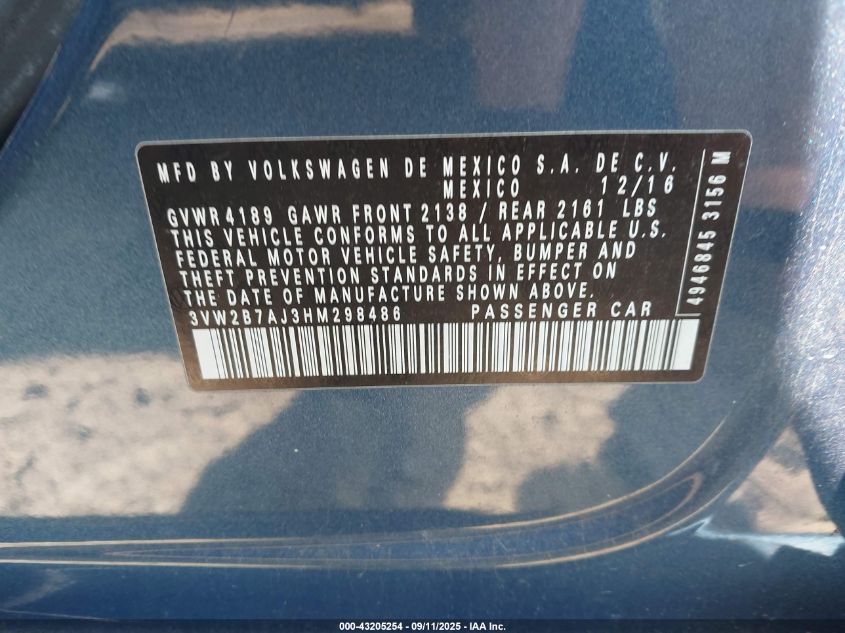 MFD BY VOLKSWAGEN DE MEXICO S.A. DE C.V.
MEXICO 12/16
GVWR 4189 GAWR FRONT 2138 / REAR 2161 LBS
THIS VEHICLE CONFORMS TO ALL APPLICABLE U.S.
FEDERAL MOTOR VEHICLE SAFETY, BUMPER AND
THEFT PREVENTION STANDARDS IN EFFECT ON
THE DATE OF MANUFACTURE SHOWN ABOVE.
3VW2B7AJ3HM298486 PASSENGER CAR
4946845 3156 M
000-43205254 - 09/11/2025 - IAA Inc.